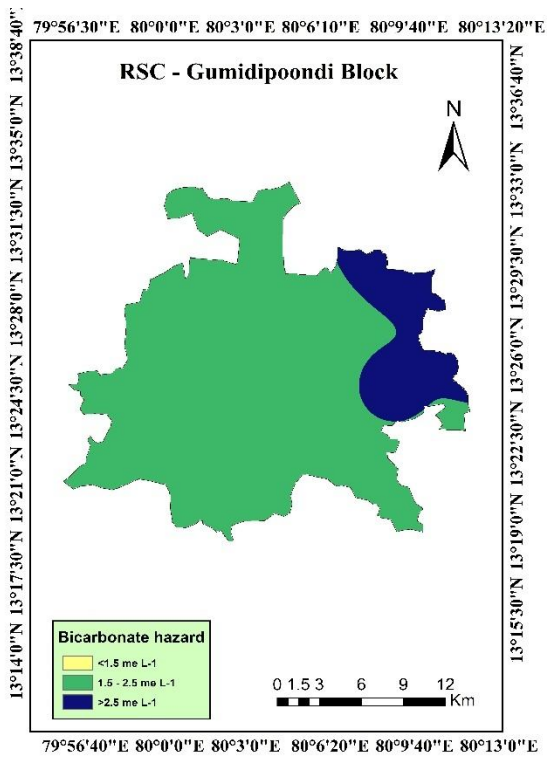 79°56'30"E 80°0'0"E 80°3'0"E 80°6'10"E 80°9'40"E 80°13'20"E
RSC - Gumidipoondi Block
N
13°38'40"N
13°35'0"N
13°31'30"N
13°28'0"N
13°24'30"N
13°21'0"N
13°17'30"N
13°14'0"N
13°36'40"N
13°33'0"N
13°29'30"N
13°26'0"N
13°22'30"N
13°19'0"N
13°15'30"N
Bicarbonate hazard
<1.5 me L-1
1.5 - 2.5 me L-1
>2.5 me L-1
0 1.5 3 6 9 12
Km
79°56'40"E 80°0'0"E 80°3'0"E 80°6'20"E 80°9'40"E 80°13'0"E